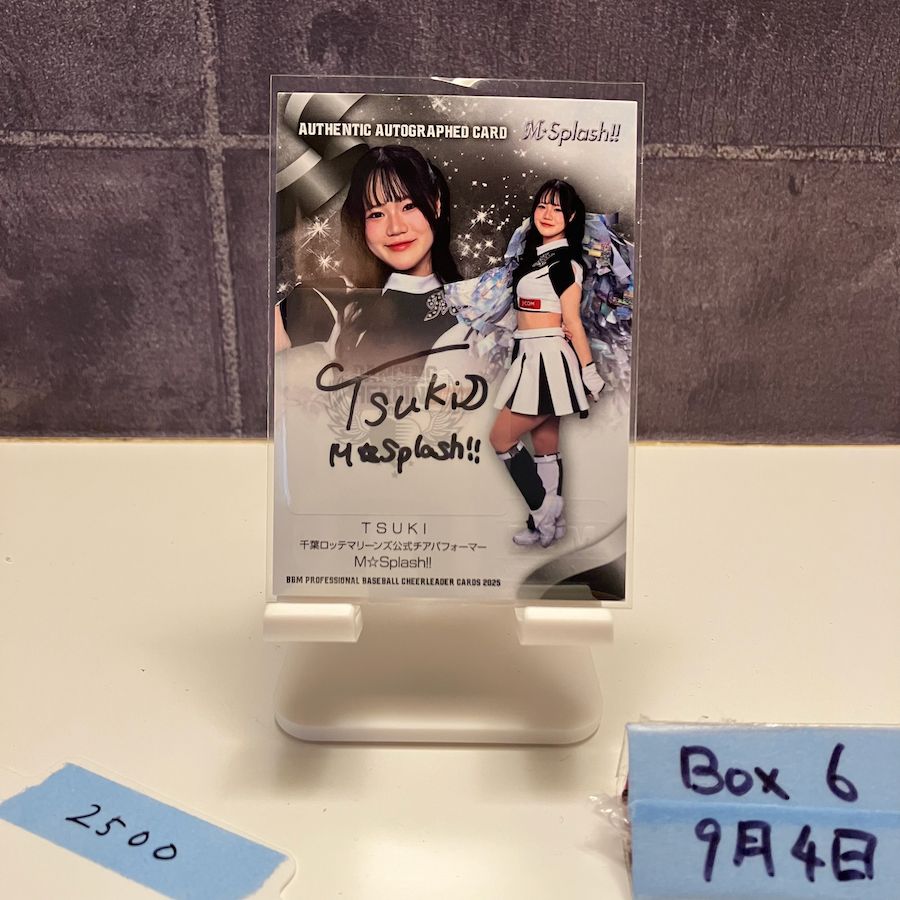 AUTHENTIC AUTOGRAPHED CARD
M☆Splash!!
J:COM
Tsuki
M☆Splash!!
TSUKI
千葉ロッテマリーンズ公式チアパフォーマー
M☆Splash!!
BBM PROFESSIONAL BASEBALL CHEERLEADER CARDS 2025
2500
Box 6
9月4日